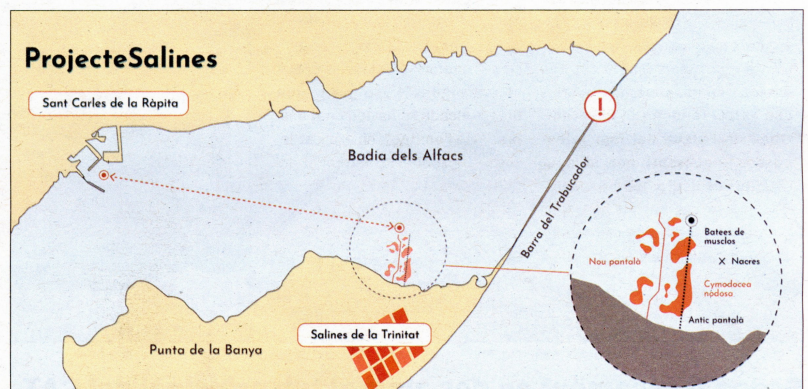 ProjecteSalines
Sant Carles de la Ràpita
!
Badia dels Alfacs
Barra del Trabucador
Batees de
musclos
Nou pantalà
X Nacres
Cymodocea
nòdosa
Antic pantalà
Salines de la Trinitat
Punta de la Banya